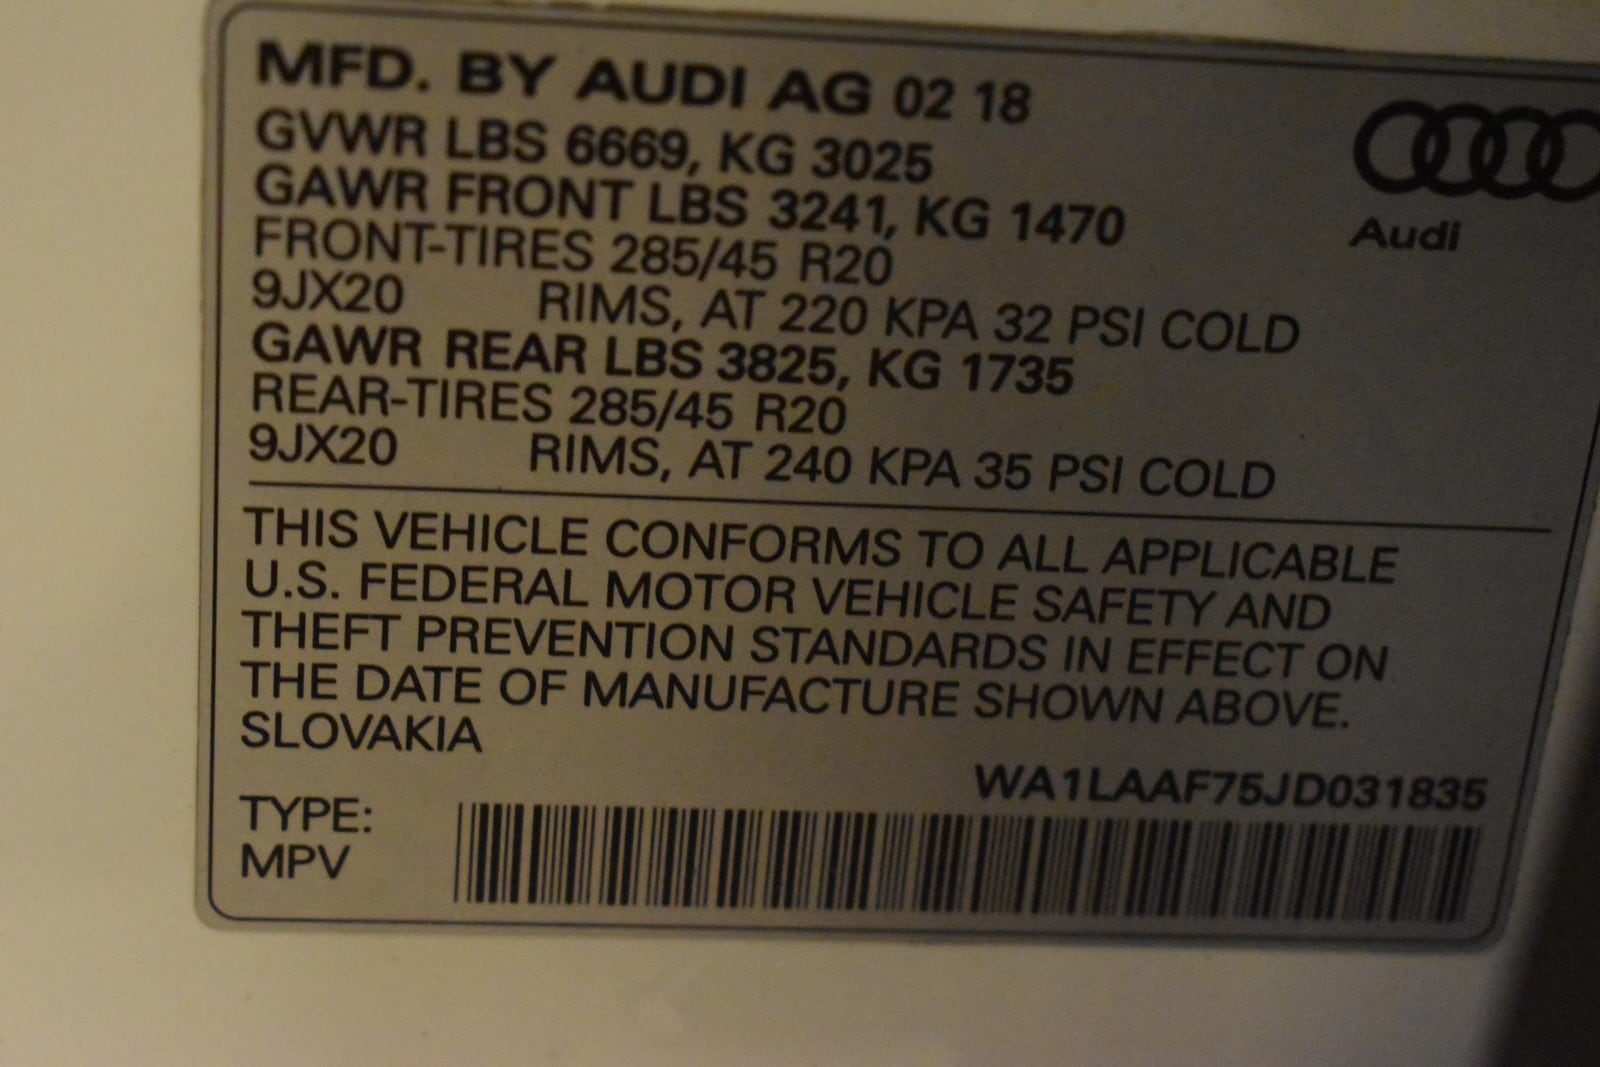 MFD. BY AUDI AG 02 18
GVWR LBS 6669, KG 3025
GAWR FRONT LBS 3241, KG 1470
FRONT-TIRES 285/45 R20
9JX20 RIMS, AT 220 KPA 32 PSI COLD
GAWR REAR LBS 3825, KG 1735
REAR-TIRES 285/45 R20
9JX20 RIMS, AT 240 KPA 35 PSI COLD
Audi
THIS VEHICLE CONFORMS TO ALL APPLICABLE
U.S. FEDERAL MOTOR VEHICLE SAFETY AND
THEFT PREVENTION STANDARDS IN EFFECT ON
THE DATE OF MANUFACTURE SHOWN ABOVE.
SLOVAKIA
WA1LAAF75JD031835
TYPE:
MPV